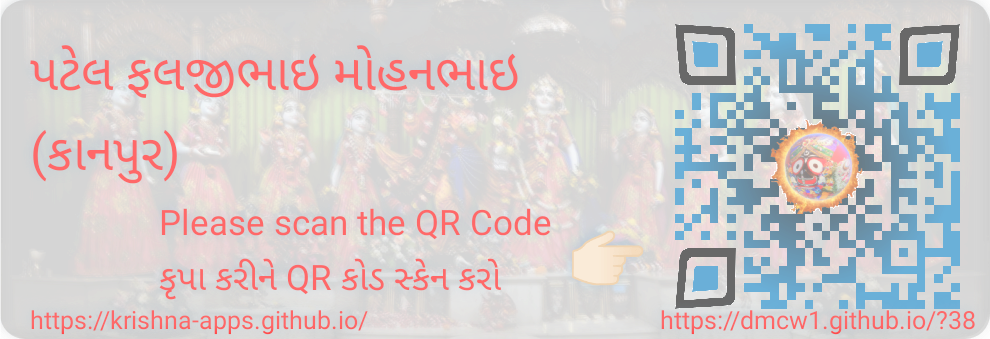 પટેલ ફલજીભાઇ મોહનભાઇ
(કાનપુર)
Please scan the QR Code
કૃપા કરીને QR કોડ સ્કેન કરો
https://krishna-apps.github.io/
https://dmcw1.github.io/?38